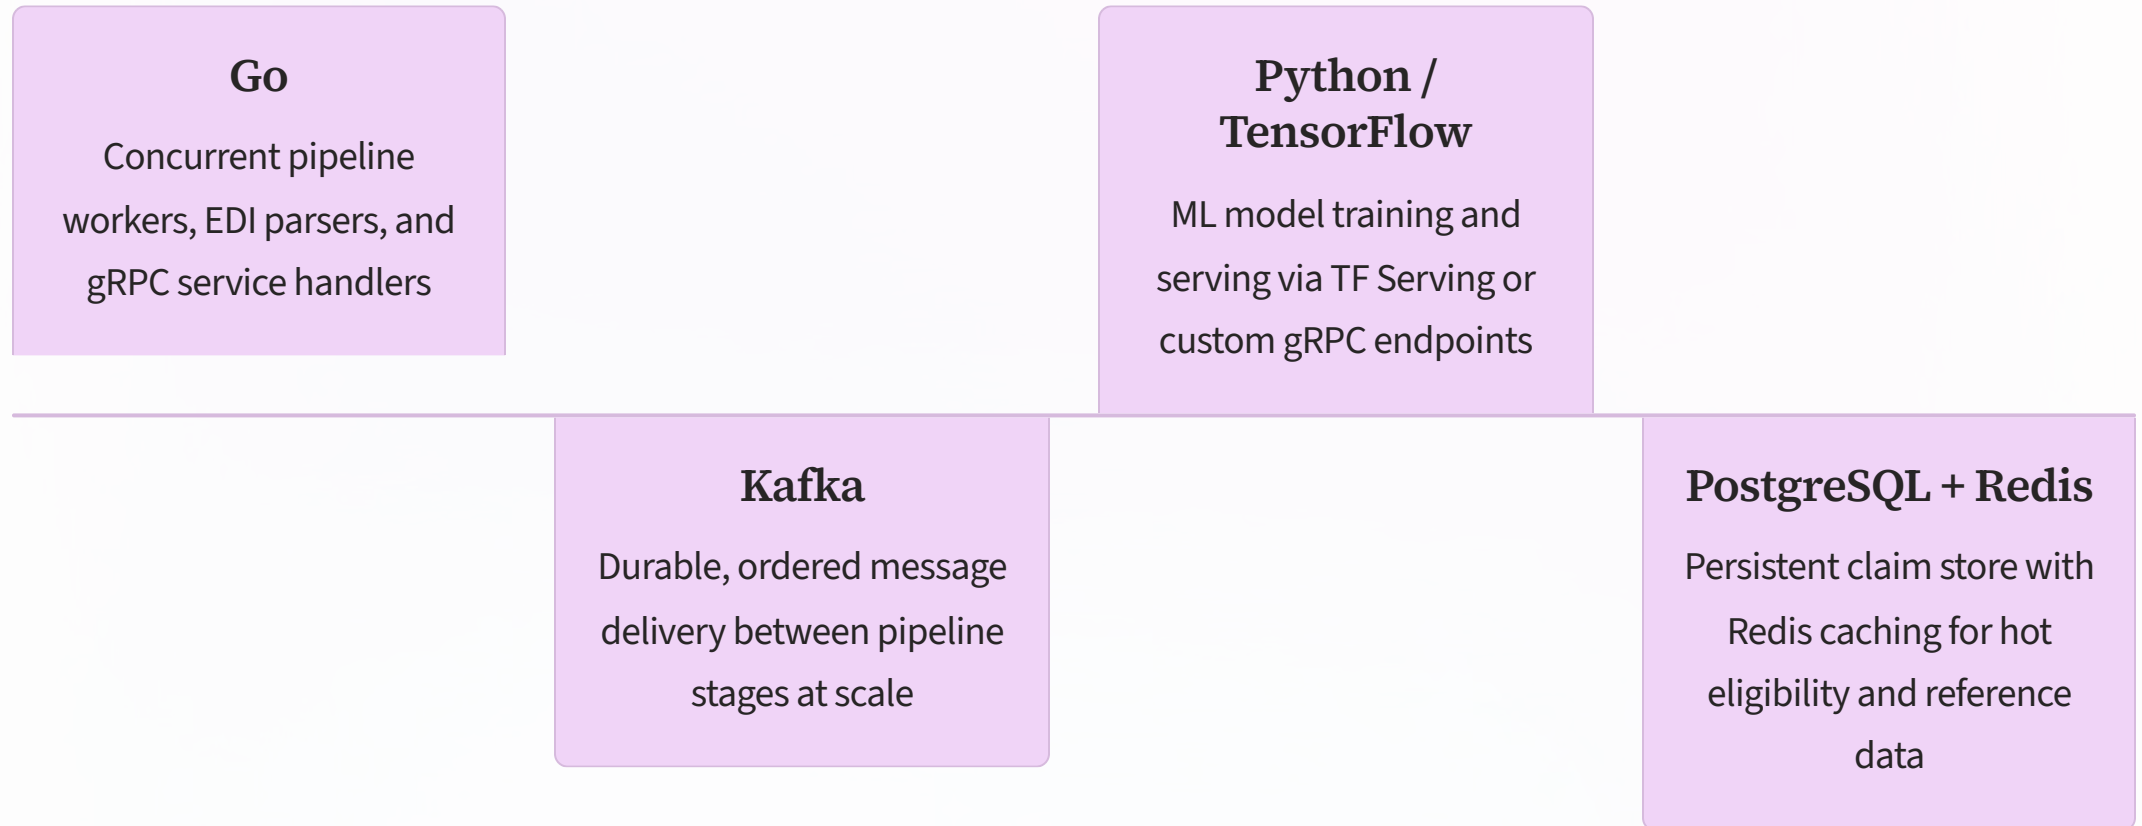 Go
Concurrent pipeline
workers, EDI parsers, and
gRPC service handlers
Kafka
Durable, ordered message
delivery between pipeline
stages at scale
Python /
TensorFlow
ML model training and
serving via TF Serving or
custom gRPC endpoints
PostgreSQL + Redis
Persistent claim store with
Redis caching for hot
eligibility and reference
data